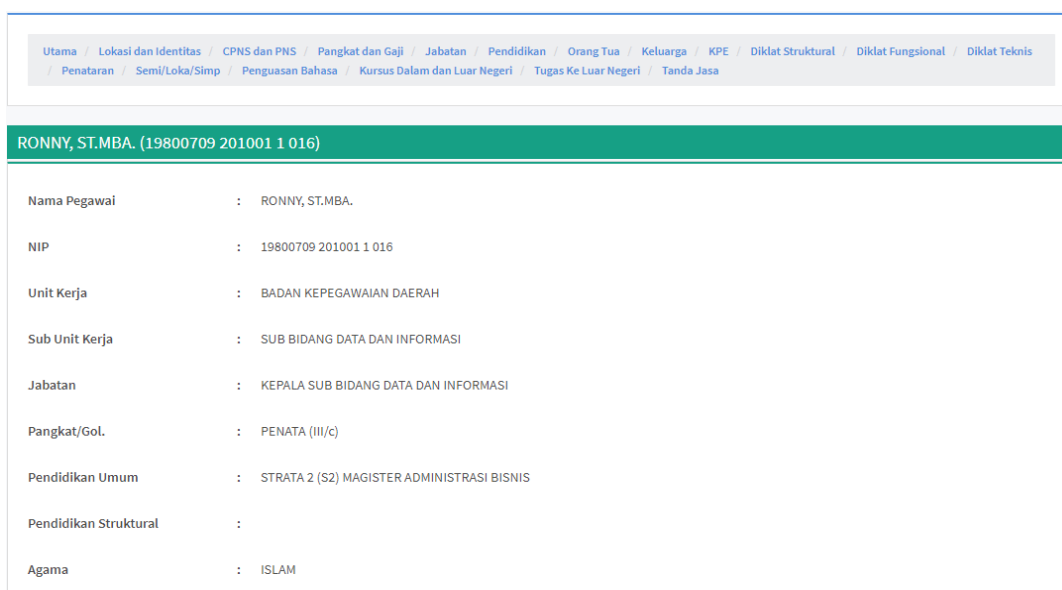 Utama / Lokasi dan Identitas / CPNS dan PNS / Pangkat dan Gaji / Jabatan / Pendidikan / Orang Tua / Keluarga / KPE / Diklat Struktural / Diklat Fungsional / Diklat Teknis
/ Penataran / Semi/Loka/Simp / Penguasan Bahasa / Kursus Dalam dan Luar Negeri / Tugas Ke Luar Negeri / Tanda Jasa
RONNY, ST.MBA. (19800709 201001 1 016)
Nama Pegawai : RONNY, ST.MBA.
NIP : 19800709 201001 1 016
Unit Kerja : BADAN KEPEGAWAIAN DAERAH
Sub Unit Kerja : SUB BIDANG DATA DAN INFORMASI
Jabatan : KEPALA SUB BIDANG DATA DAN INFORMASI
Pangkat/Gol. : PENATA (III/c)
Pendidikan Umum : STRATA 2 (S2) MAGISTER ADMINISTRASI BISNIS
Pendidikan Struktural :
Agama : ISLAM